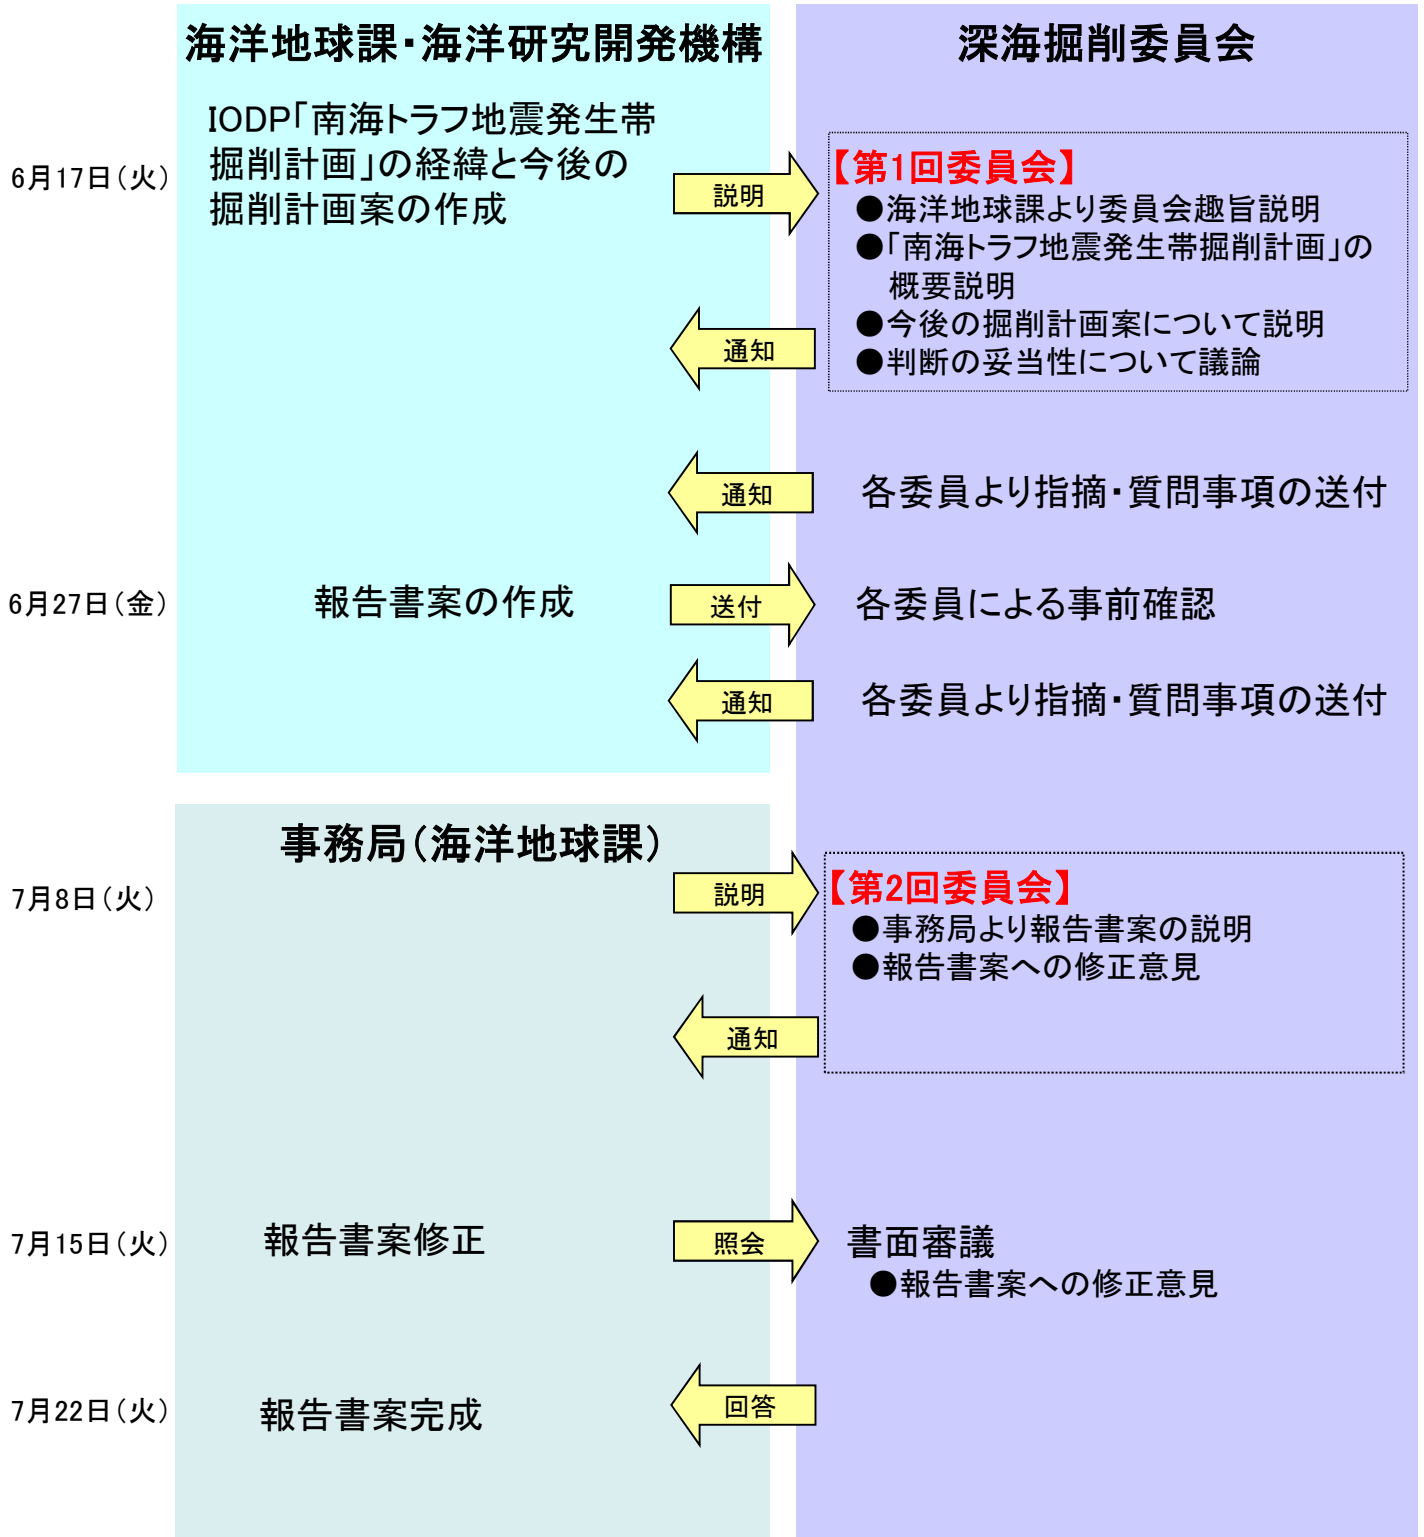 海洋地球課・海洋研究開発機構
深海掘削委員会
6月17日（火）
IODP「南海トラフ地震発生帯
掘削計画」の経緯と今後の
掘削計画案の作成
説明
【第1回委員会】
●海洋地球課より委員会趣旨説明
●「南海トラフ地震発生帯掘削計画」の
概要説明
●今後の掘削計画案について説明
●判断の妥当性について議論
通知
通知
各委員より指摘・質問事項の送付
6月27日（金）
報告書案の作成
送付
各委員による事前確認
通知
各委員より指摘・質問事項の送付
事務局（海洋地球課）
7月8日（火）
説明
【第2回委員会】
●事務局より報告書案の説明
●報告書案への修正意見
通知
7月15日（火）
報告書案修正
照会
書面審議
●報告書案への修正意見
7月22日（火）
報告書案完成
回答